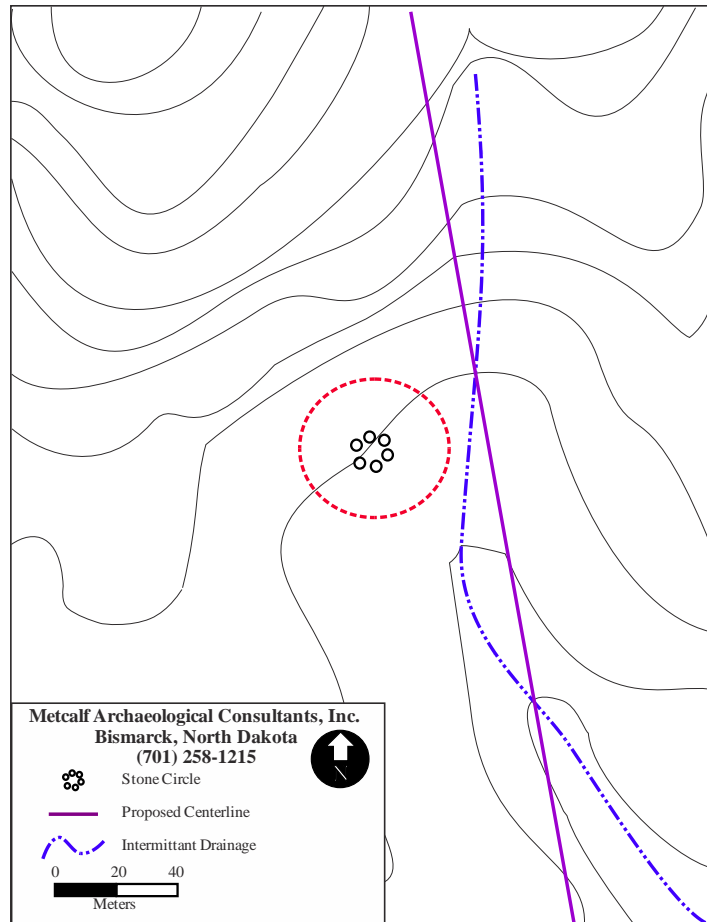 Metcalf Archaeological Consultants, Inc.
Bismarck, North Dakota
(701) 258-1215
Stone Circle
Proposed Centerline
Intermittant Drainage
0 20 40
Meters